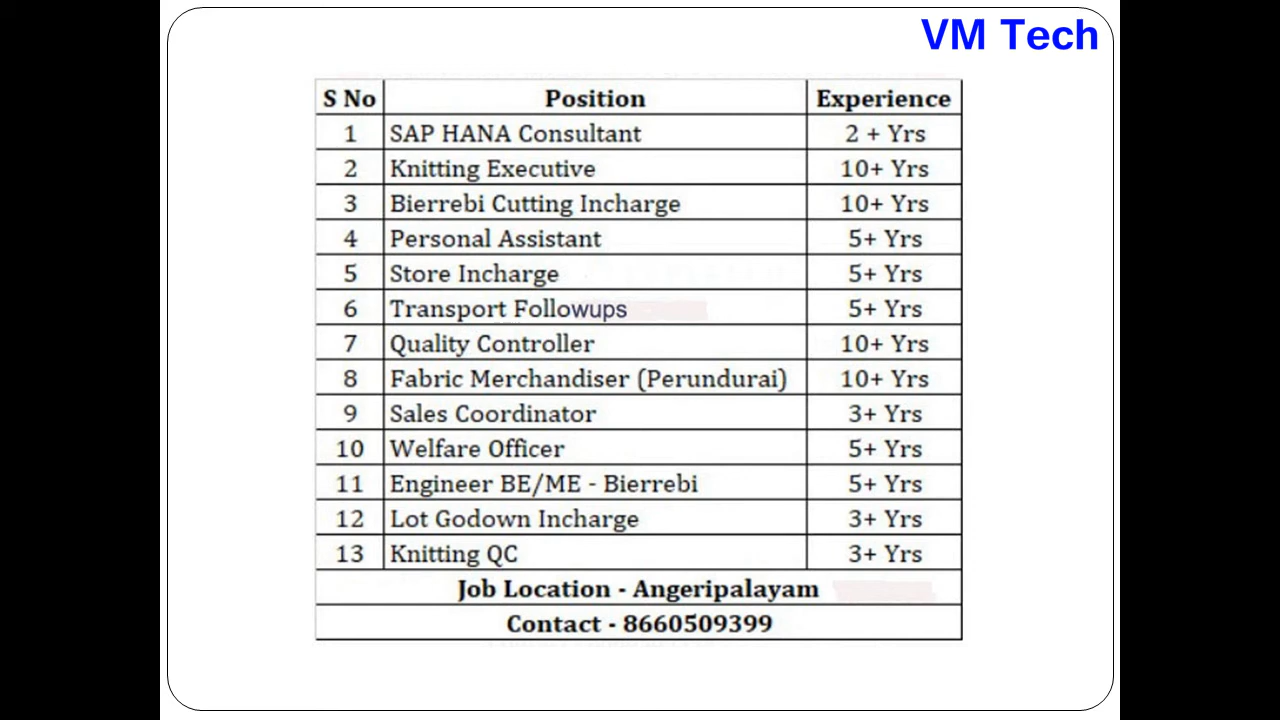 VM Tech
S No Position Experience
1 SAP HANA Consultant 2 + Yrs
2 Knitting Executive 10+ Yrs
3 Bierrebi Cutting Incharge 10+ Yrs
4 Personal Assistant 5+ Yrs
5 Store Incharge 5+ Yrs
6 Transport Followups 5+ Yrs
7 Quality Controller 10+ Yrs
8 Fabric Merchandiser (Perundurai) 10+ Yrs
9 Sales Coordinator 3+ Yrs
10 Welfare Officer 5+ Yrs
11 Engineer BE/ME - Bierrebi 5+ Yrs
12 Lot Godown Incharge 3+ Yrs
13 Knitting QC 3+ Yrs
Job Location - Angeripalayam
Contact - 8660509399